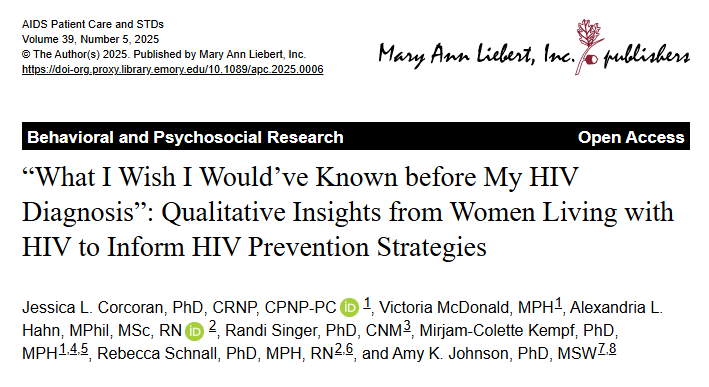 AIDS Patient Care and STDs
Volume 39, Number 5, 2025
© The Author(s) 2025. Published by Mary Ann Liebert, Inc.
https://doi-org.proxy.library.emory.edu/10.1089/apc.2025.0006
Mary Ann Liebert, Inc. publishers
Behavioral and Psychosocial Research Open Access
“What I Wish I Would’ve Known before My HIV
Diagnosis”: Qualitative Insights from Women Living with
HIV to Inform HIV Prevention Strategies
Jessica L. Corcoran, PhD, CRNP, CPNP-PC iD 1, Victoria McDonald, MPH1, Alexandria L.
Hahn, MPhil, MSc, RN iD 2, Randi Singer, PhD, CNM3, Mirjam-Colette Kempf, PhD,
MPH1,4,5, Rebecca Schnall, PhD, MPH, RN2,6, and Amy K. Johnson, PhD, MSW7,8